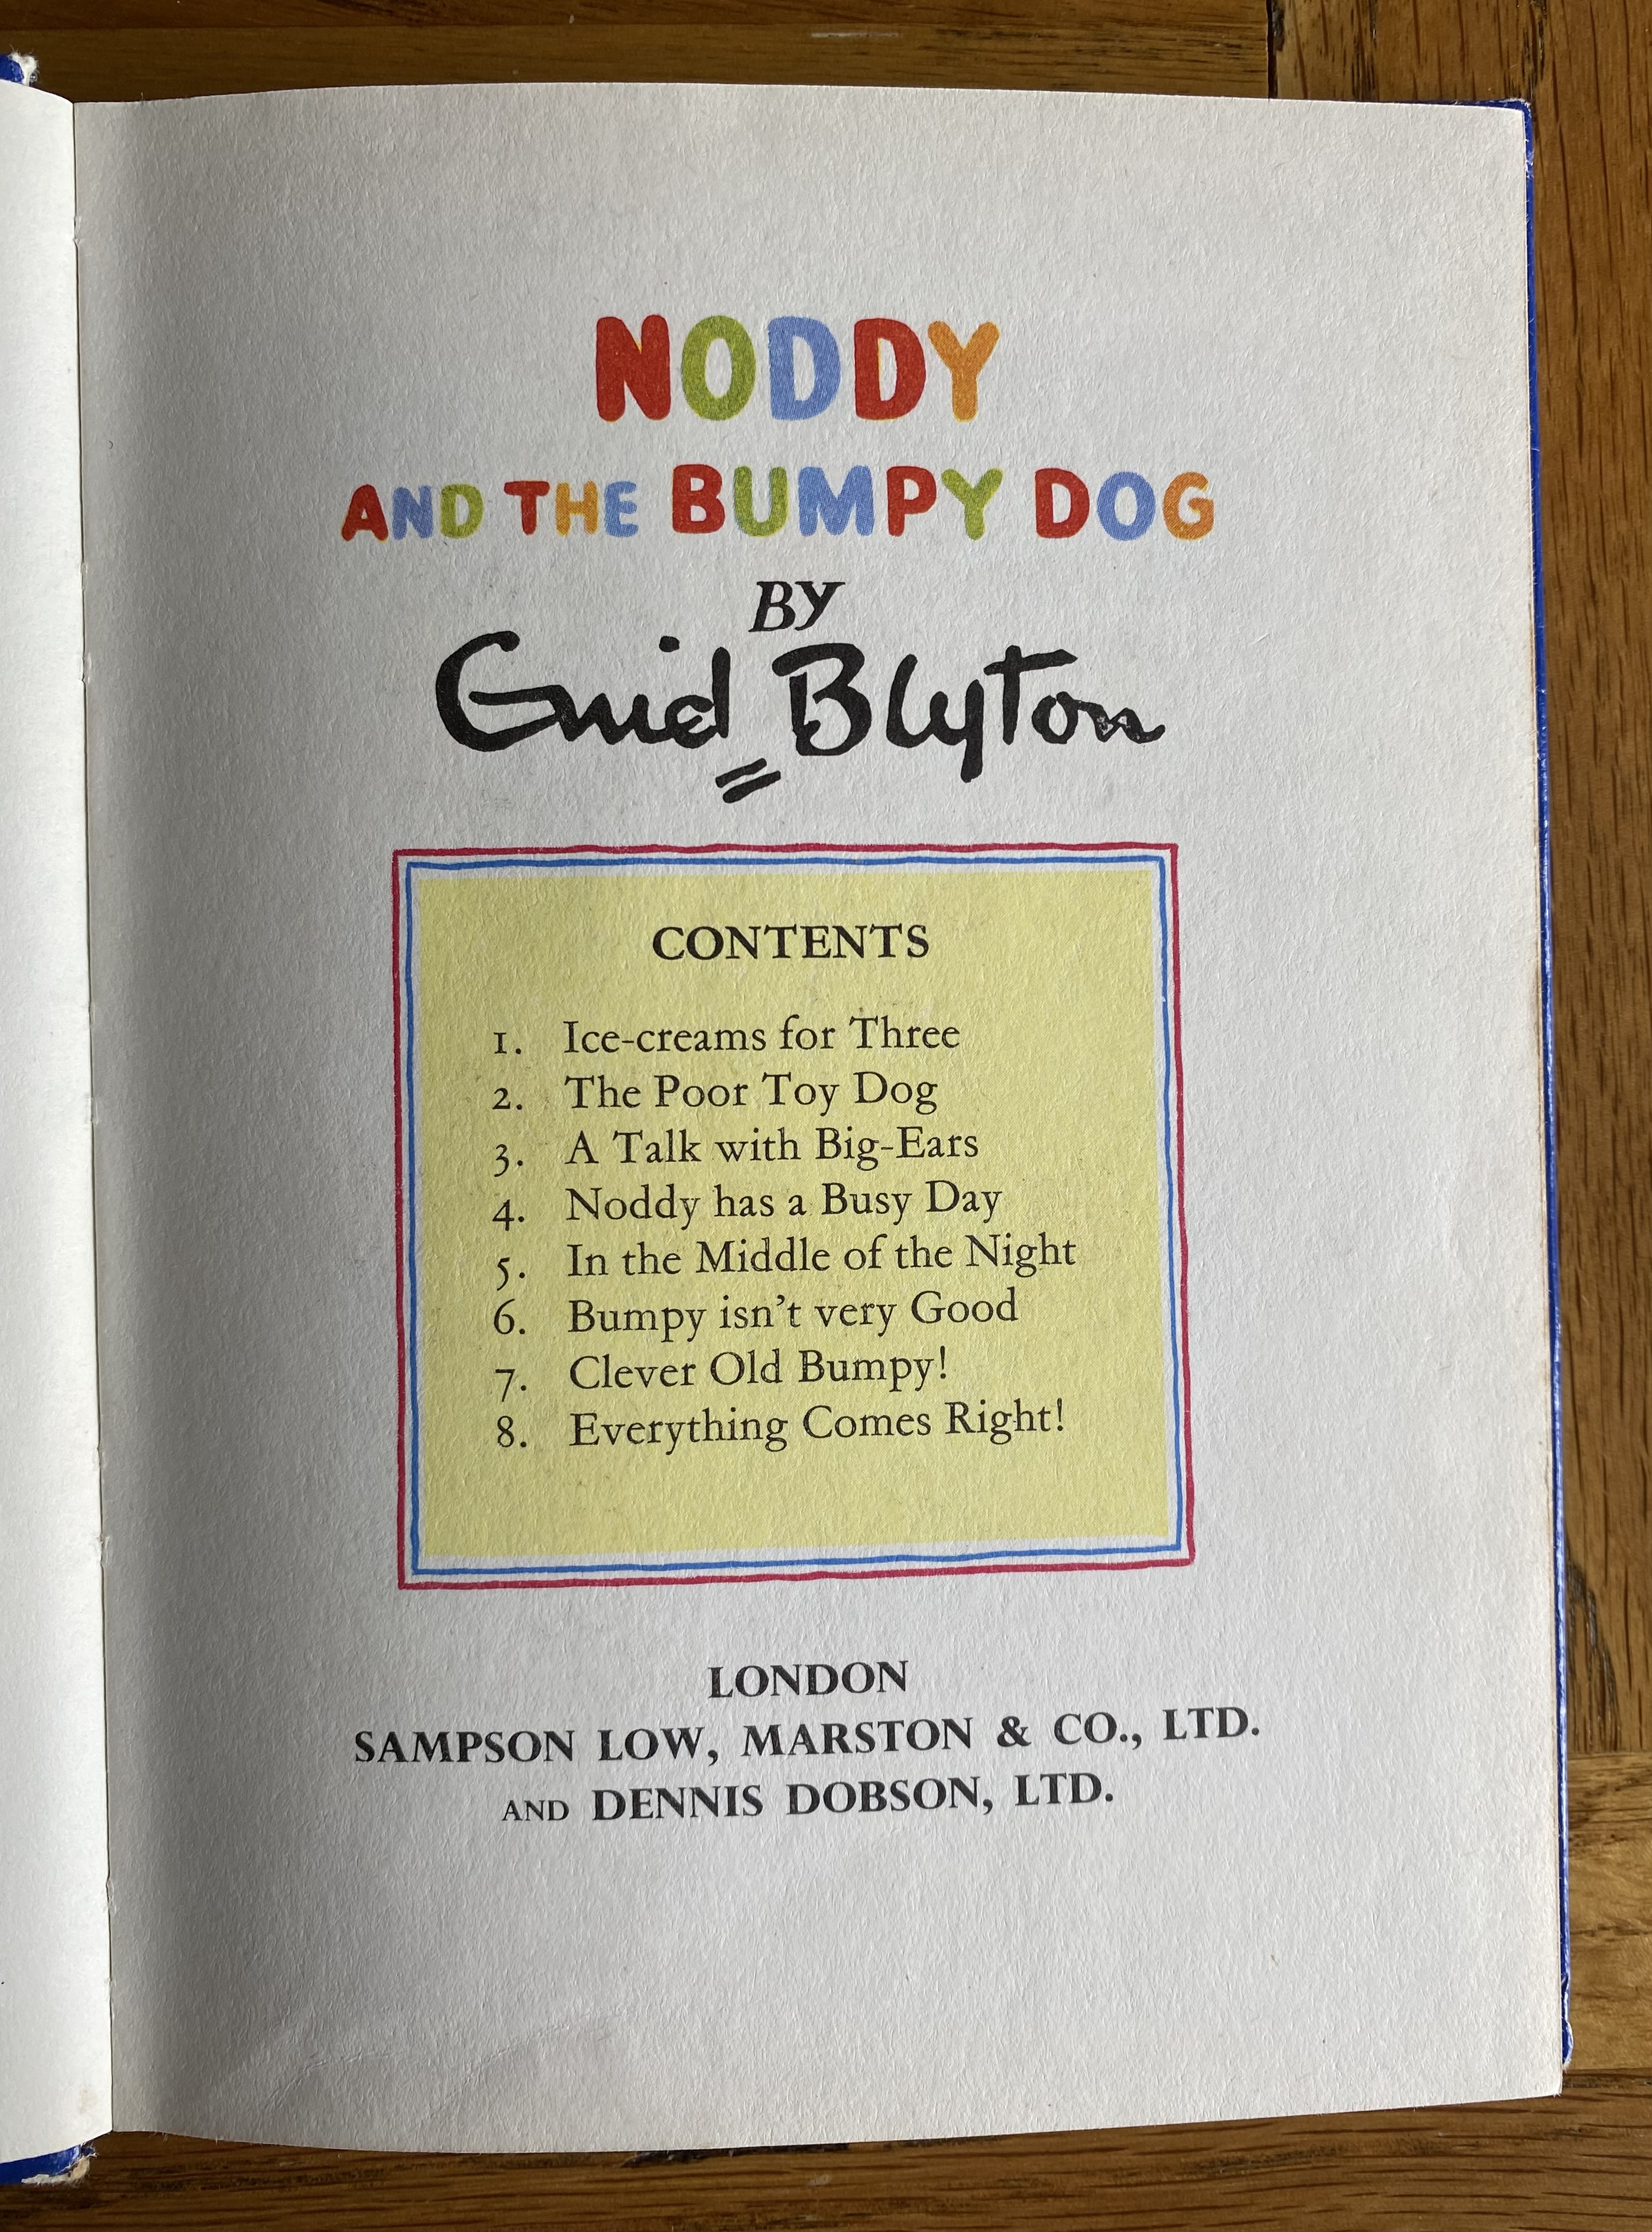 NODDY
AND THE BUMPY DOG
BY
Enid Blyton
CONTENTS
1. Ice-creams for Three
2. The Poor Toy Dog
3. A Talk with Big-Ears
4. Noddy has a Busy Day
5. In the Middle of the Night
6. Bumpy isn't very Good
7. Clever Old Bumpy!
8. Everything Comes Right!
LONDON
SAMPSON LOW, MARSTON & CO., LTD.
AND DENNIS DOBSON, LTD.